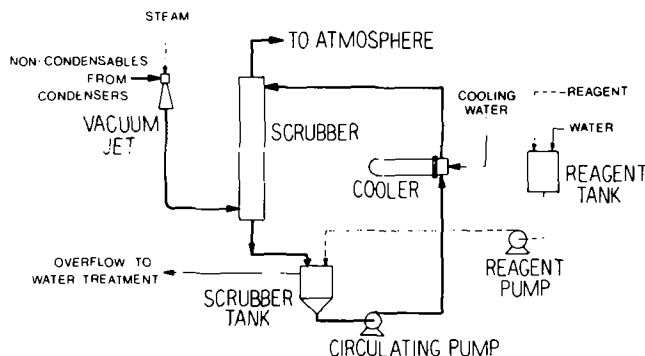 STEAM
TO ATMOSPHERE
NON-CONDENSABLES
FROM
CONDENSERS
VACUUM
JET
SCRUBBER
COOLING
WATER
REAGENT
WATER
COOLER
REAGENT
TANK
OVERFLOW TO
WATER TREATMENT
SCRUBBER
TANK
REAGENT
PUMP
CIRCULATING PUMP